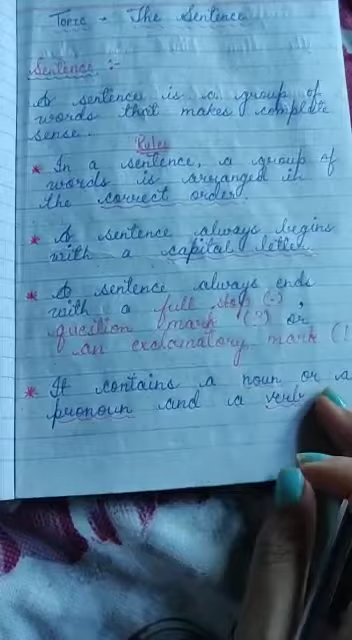 Topic - The Sentence
Sentence :-
A sentence is a group of
words that makes complete
sense.
Rules
* In a sentence, a group of
words is arranged in
the correct order.
* A sentence always begins
with a capital letter.
* A sentence always ends
with a full stop (.)
question mark (?) or
an exclamatory mark (!
* It contains a noun or a
pronoun and a verb